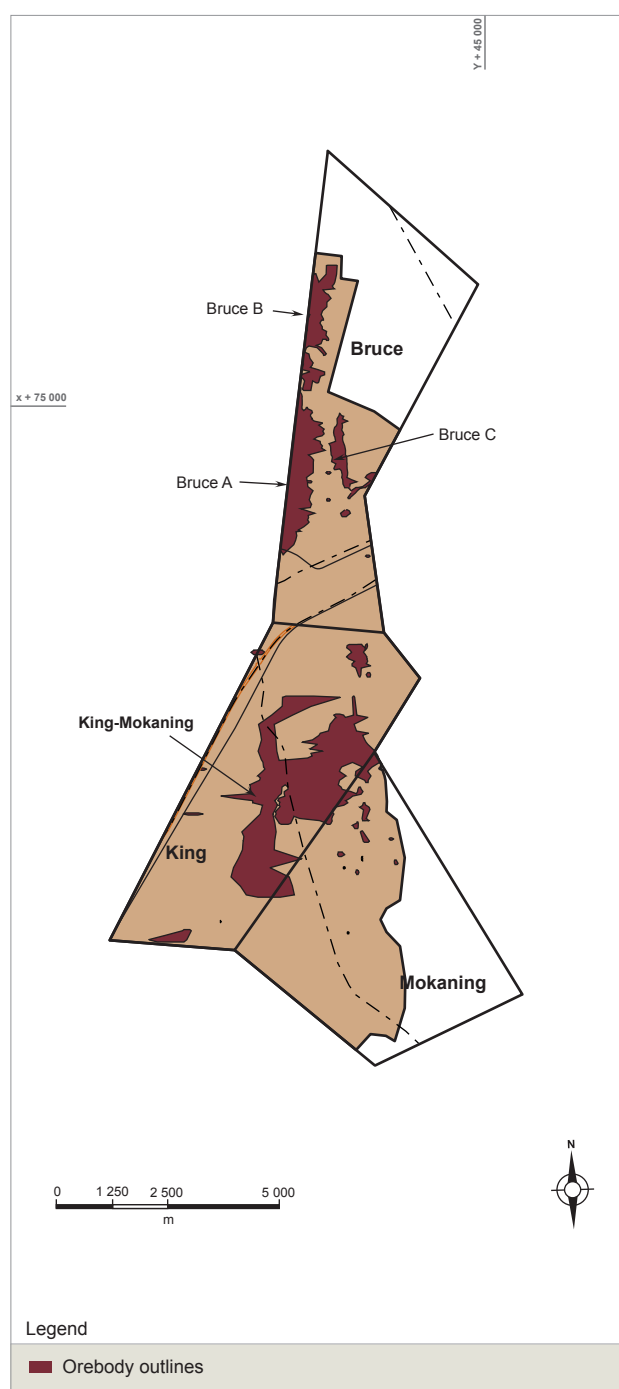 Y + 45 000
Bruce B
Bruce
x + 75 000
Bruce C
Bruce A
King-Mokaning
King
Mokaning
N
0 1 250 2 500 5 000
m
Legend
Orebody outlines